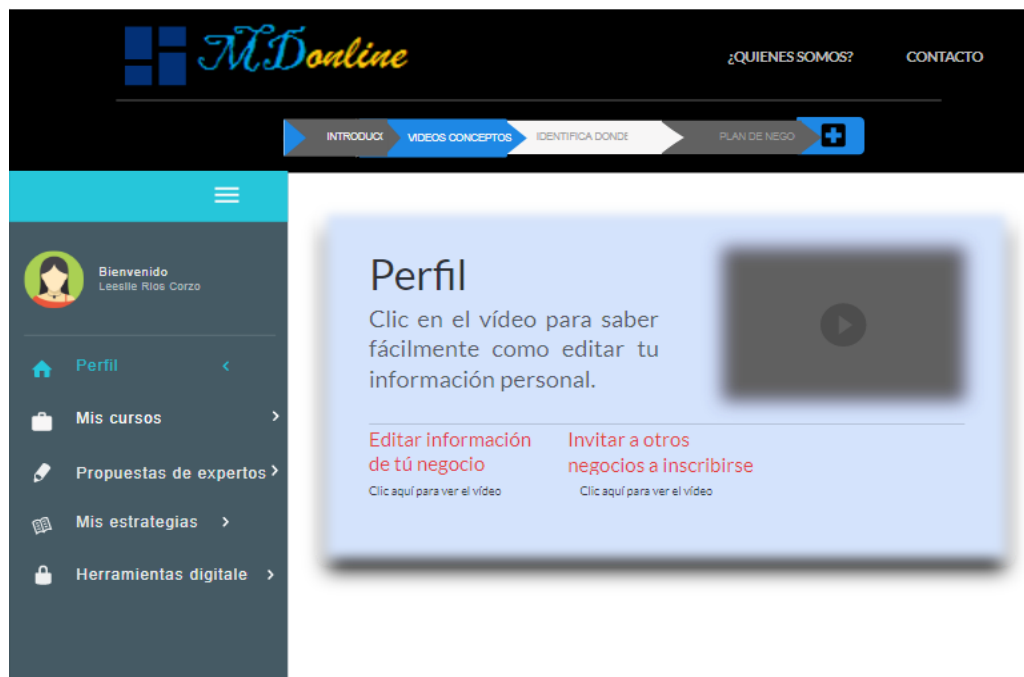 MDonline
¿QUIENES SOMOS?
CONTACTO
INTRODUCC
VIDEOS CONCEPTOS
IDENTIFICA DONDE
PLAN DE NEGO
Bienvenido
Leeslie Rios Corzo
Perfil
Mis cursos
Propuestas de expertos
Mis estrategias
Herramientas digitale
Perfil
Clic en el vídeo para saber
fácilmente como editar tu
información personal.
Editar información
de tú negocio
Clic aquí para ver el vídeo
Invitar a otros
negocios a inscribirse
Clic aquí para ver el vídeo